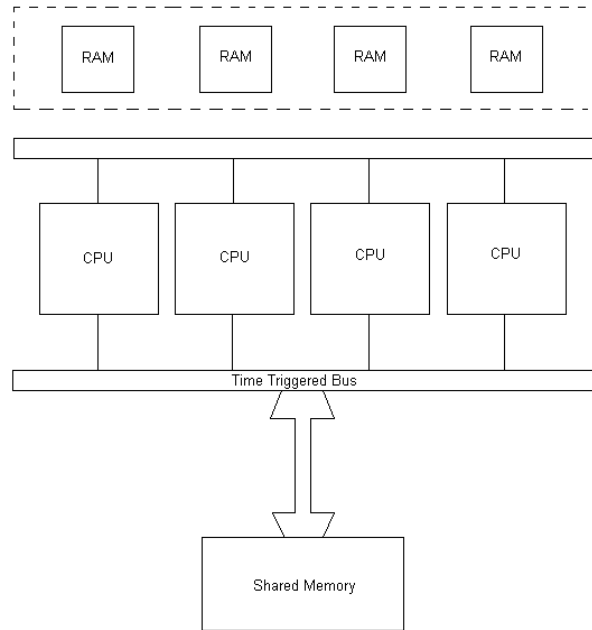 RAM RAM RAM RAM
CPU CPU CPU CPU
Time Triggered Bus
Shared Memory